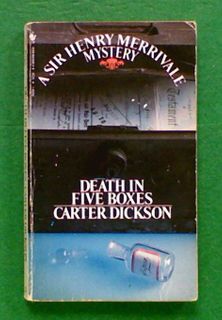 A SIR HENRY MERRIVALE
MYSTERY
DEATH IN
FIVE BOXES
CARTER DICKSON